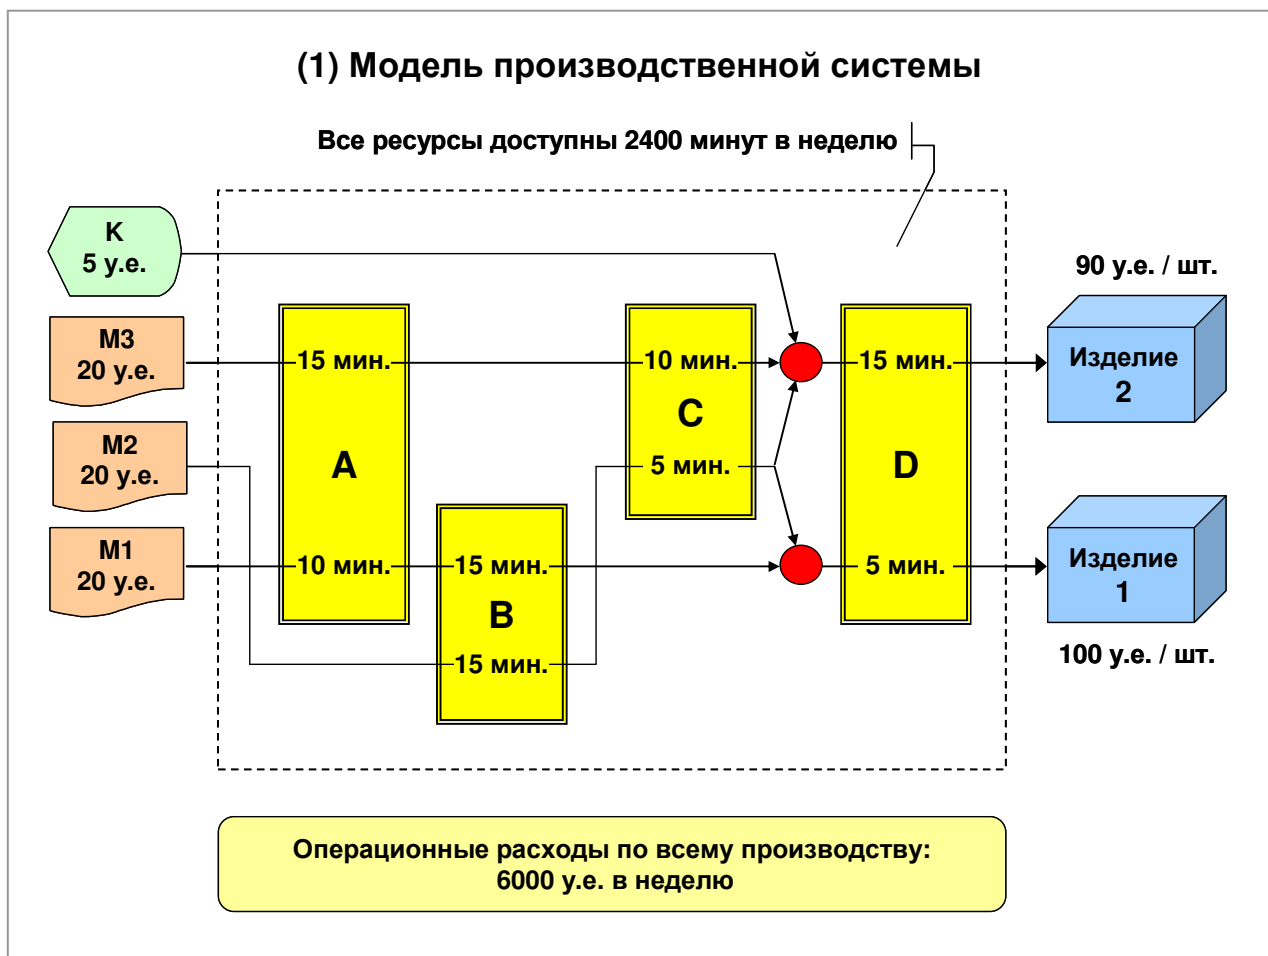 (1) Модель производственной системы
Все ресурсы доступны 2400 минут в неделю
K
5 у.е.
90 у.е. / шт.
M3
20 у.е.
15 мин.
10 мин.
15 мин.
Изделие
2
C
M2
20 у.е.
A
5 мин.
D
M1
20 у.е.
10 мин.
15 мин.
5 мин.
Изделие
1
B
15 мин.
100 у.е. / шт.
Операционные расходы по всему производству:
6000 у.е. в неделю